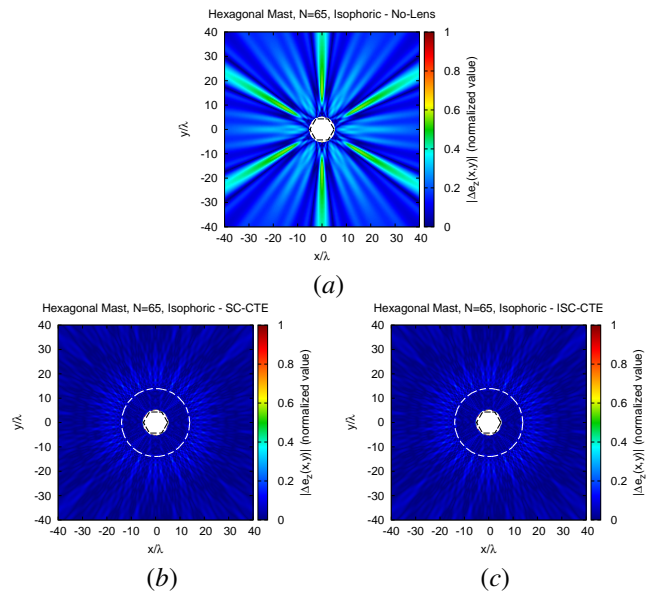 Hexagonal Mast, N=65, Isophoric - No-Lens
40
30
20
10
0
-10
-20
-30
-40
-40 -30 -20 -10 0 10 20 30 40
y/λ
x/λ
1
0.8
0.6
0.4
0.2
0
|Δe_z(x,y)| (normalized value)
(a)
Hexagonal Mast, N=65, Isophoric - SC-CTE
40
30
20
10
0
-10
-20
-30
-40
-40 -30 -20 -10 0 10 20 30 40
y/λ
x/λ
1
0.8
0.6
0.4
0.2
0
|Δe_z(x,y)| (normalized value)
(b)
Hexagonal Mast, N=65, Isophoric - ISC-CTE
40
30
20
10
0
-10
-20
-30
-40
-40 -30 -20 -10 0 10 20 30 40
y/λ
x/λ
1
0.8
0.6
0.4
0.2
0
|Δe_z(x,y)| (normalized value)
(c)